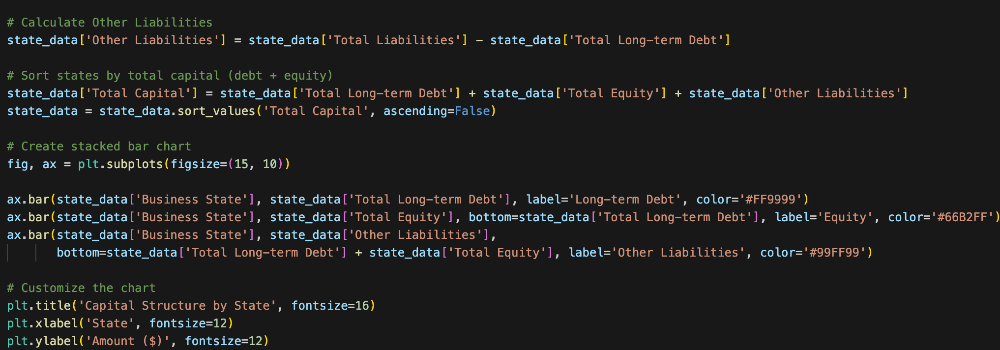 # Calculate Other Liabilities
state_data['Other Liabilities'] = state_data['Total Liabilities'] - state_data['Total Long-term Debt']
# Sort states by total capital (debt + equity)
state_data['Total Capital'] = state_data['Total Long-term Debt'] + state_data['Total Equity'] + state_data['Other Liabilities']
state_data = state_data.sort_values('Total Capital', ascending=False)
# Create stacked bar chart
fig, ax = plt.subplots(figsize=(15, 10))
ax.bar(state_data['Business State'], state_data['Total Long-term Debt'], label='Long-term Debt', color='#FF9999')
ax.bar(state_data['Business State'], state_data['Total Equity'], bottom=state_data['Total Long-term Debt'], label='Equity', color='#66B2FF')
ax.bar(state_data['Business State'], state_data['Other Liabilities'],
       bottom=state_data['Total Long-term Debt'] + state_data['Total Equity'], label='Other Liabilities', color='#99FF99')
# Customize the chart
plt.title('Capital Structure by State', fontsize=16)
plt.xlabel('State', fontsize=12)
plt.ylabel('Amount ($)', fontsize=12)